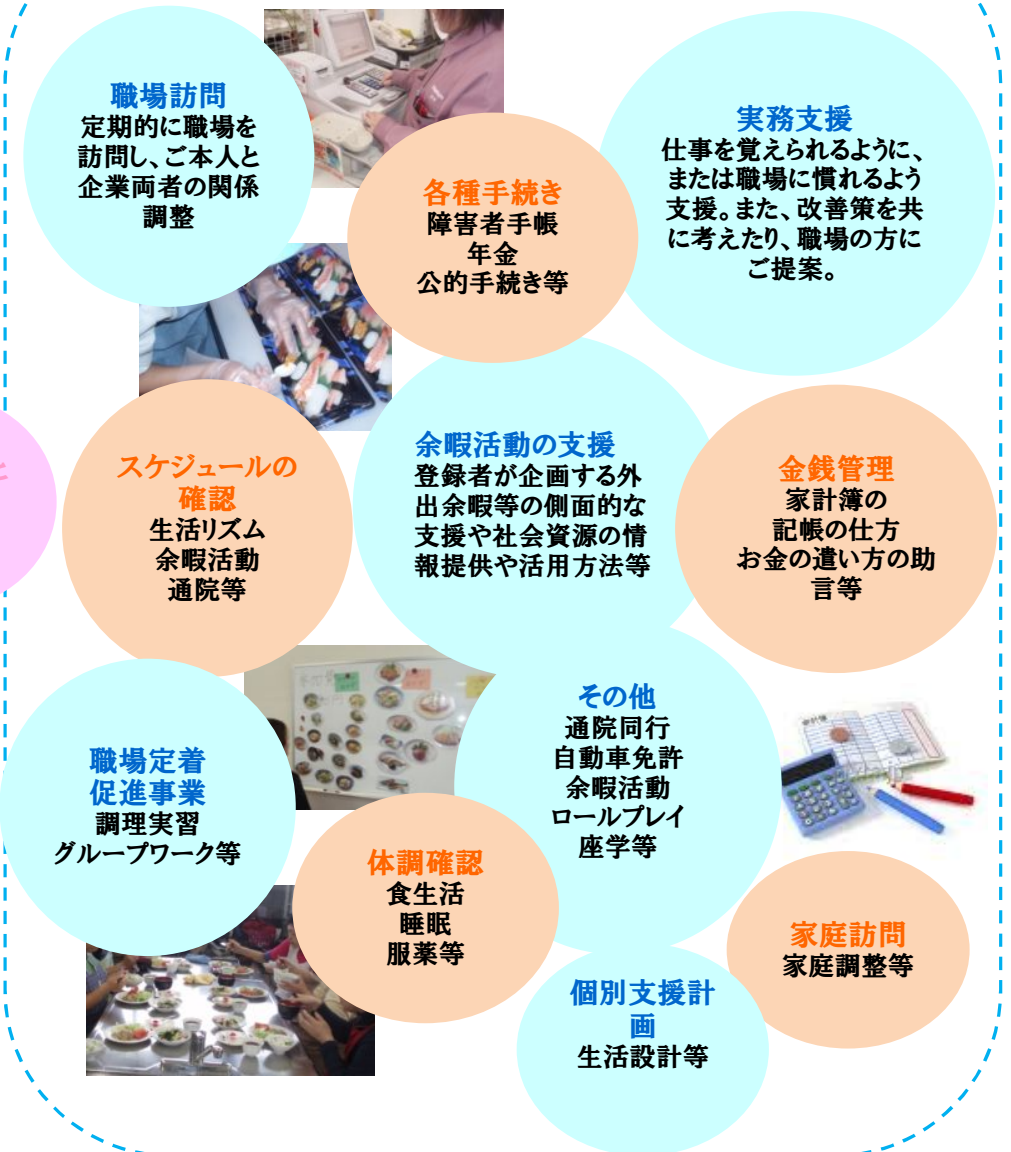 職場訪問
定期的に職場を
訪問し、ご本人と
企業両者の関係
調整
各種手続き
障害者手帳
年金
公的手続き等
実務支援
仕事を覚えられるように、
または職場に慣れるよう
支援。また、改善策を共
に考えたり、職場の方に
ご提案。
スケジュールの
確認
生活リズム
余暇活動
通院等
余暇活動の支援
登録者が企画する外
出余暇等の側面的な
支援や社会資源の情
報提供や活用方法等
金銭管理
家計簿の
記帳の仕方
お金の遣い方の助
言等
職場定着
促進事業
調理実習
グループワーク等
その他
通院同行
自動車免許
余暇活動
ロールプレイ
座学等
体調確認
食生活
睡眠
服薬等
家庭訪問
家庭調整等
個別支援計
画
生活設計等